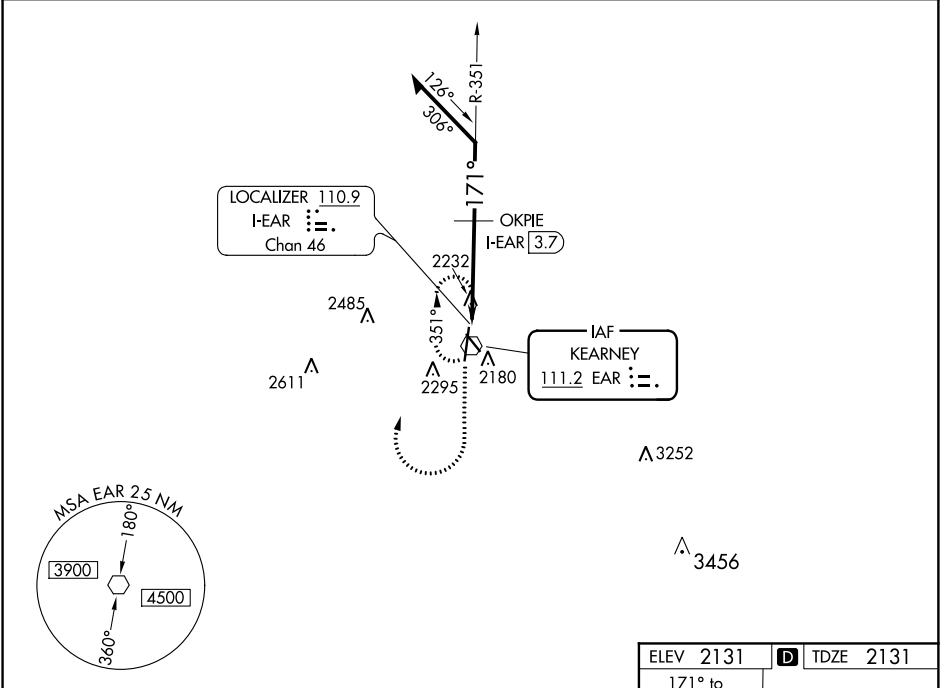 R-351
126°
306°
171°
LOCALIZER 110.9
I-EAR
Chan 46
OKPIE
I-EAR 3.7
2232
2485
351°
IAF
KEARNEY
111.2 EAR
2611
2295
2180
3252
MSA EAR 25 NM
180°
3900
4500
360°
3456
ELEV 2131 D TDZE 2131
171° to